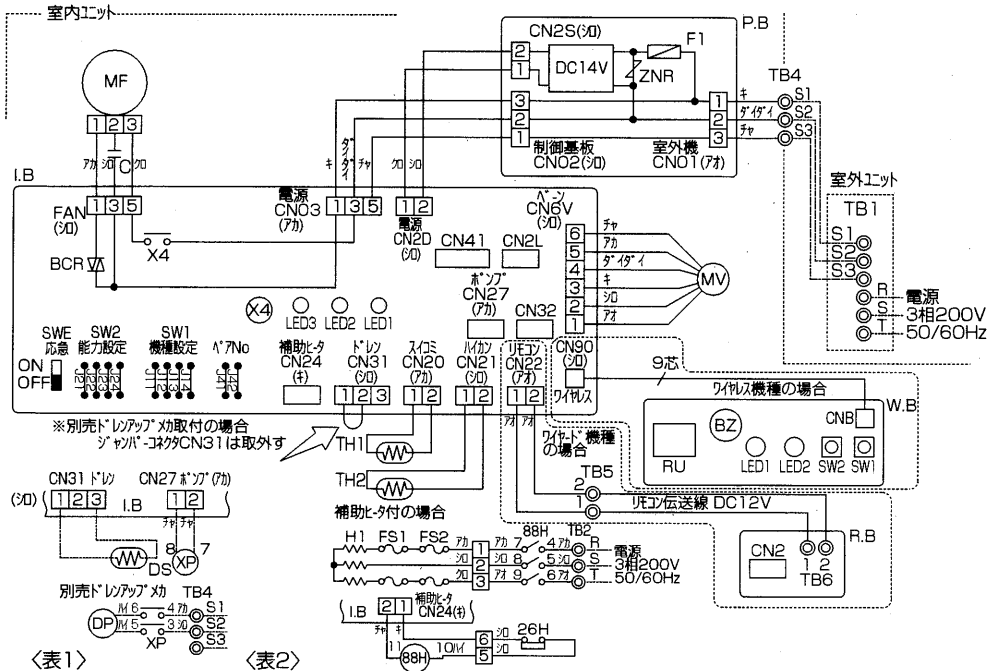 室内ユニット
MF
1 2 3
アカ シロ C クロ
I.B
FAN
(シロ)
1 3 5
BCR
X4
電源
CN03
(アカ)
1 3 5
キ ダイダイ チャ
クロ シロ
1 2
電源
CN2D
(シロ)
CN41
CN2L
ベーン
CN6V
(シロ)
6 チャ
5 アカ
4 ダイダイ
3 キ
2 シロ
1 アオ
MV
P.B
CN2S(シロ)
2
1
DC14V
F1
ZNR
3
2
1
制御基板
CN02(シロ)
1
2
3
室外機
CN01(アオ)
TB4
キ S1
ダイダイ S2
チャ S3
室外ユニット
TB1
S1
S2
S3
R
S
T
電源
3相200V
50/60Hz
X4
LED3 LED2 LED1
ポンプ
CN27
(アカ)
CN32
SWE
応急
ON
OFF
SW2
能力設定
J21 J22 J23 J24
SW1
機種設定
J11 J12 J13 J14
ペアNo
J41 J42
補助ヒータ
CN24
(キ)
ドレン
CN31
(シロ)
1 2 3
スイコミ
CN20
(アカ)
1 2
ハイカン
CN21
(シロ)
1 2
リモコン
CN22
(アオ)
1 2
アオ アオ
CN90
(シロ)
ワイヤレス
9芯
ワイヤレス機種の場合
W.B
CNB
BZ
RU
LED1 LED2 SW2 SW1
※別売ドレンアップメカ取付の場合
ジャンパーコネクタCN31は取外す
TH1
TH2
ワイヤード機種
の場合
TB5
2
1
リモコン伝送線 DC12V
R.B
CN2
1 2
TB6
CN31 ドレン
(シロ)
1 2 3
I.B
CN27 ポンプ(アカ)
1 2
チャ チャ
8 7
XP
DS
別売ドレンアップメカ
TB4
DP
ハイ 6 4 アカ S1
ハイ 5 3 シロ S2
S3
XP
補助ヒータ付の場合
H1 FS1 FS2
88H TB2
アカ 1 アカ 7 4 アカ R
シロ 2 シロ 8 5 シロ S
クロ 3 アオ 9 6 アオ T
電源
3相200V
50/60Hz
I.B
2 1
補助ヒータ
CN24(キ)
チャ キ
11
88H
10 ハイ
6 シロ
5 シロ
26H
〈表1〉
〈表2〉